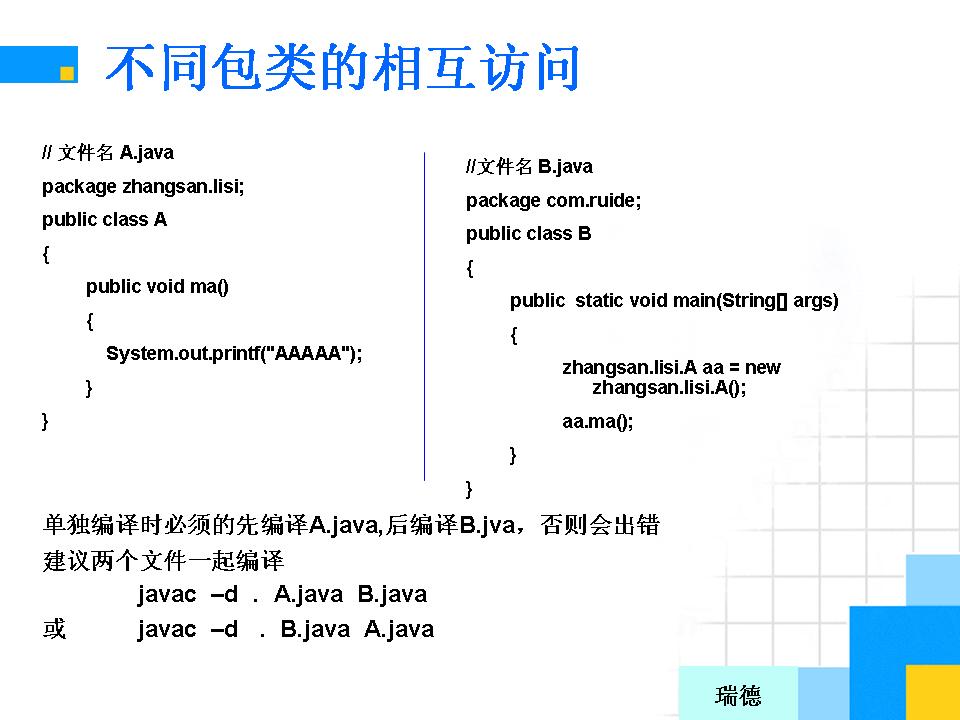 不同包类的相互访问
// 文件名 A.java
package zhangsan.lisi;
public class A
{
public void ma()
{
System.out.printf("AAAAA");
}
}
//文件名 B.java
package com.ruide;
public class B
{
public  static void main(String[] args)
{
zhangsan.lisi.A aa = new
zhangsan.lisi.A();
aa.ma();
}
}
单独编译时必须的先编译A.java,后编译B.jva，否则会出错
建议两个文件一起编译
javac  –d  .  A.java  B.java
或 javac  –d   .  B.java  A.java
瑞德